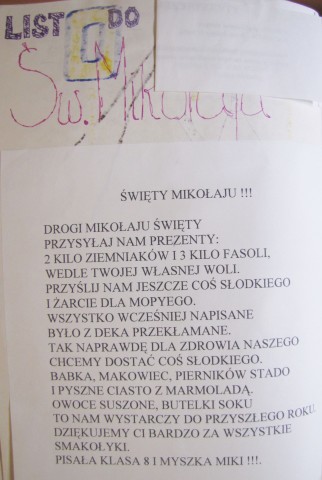 LIST DO
Św. Mikołaja
ŚWIĘTY MIKOŁAJU !!!
DROGI MIKOŁAJU ŚWIĘTY
PRZYSYŁAJ NAM PREZENTY:
2 KILO ZIEMNIAKÓW I 3 KILO FASOLI,
WEDLE TWOJEJ WŁASNEJ WOLI.
PRZYŚLIJ NAM JESZCZE COŚ SŁODKIEGO
I ŻARCIE DLA MOPYEGO.
WSZYSTKO WCZEŚNIEJ NAPISANE
BYŁO Z DEKA PRZEKŁAMANE.
TAK NAPRAWDĘ DLA ZDROWIA NASZEGO
CHCEMY DOSTAĆ COŚ SŁODKIEGO.
BABKA, MAKOWIEC, PIERNIKÓW STADO
I PYSZNE CIASTO Z MARMOLADĄ.
OWOCE SUSZONE, BUTELKI SOKU
TO NAM WYSTARCZY DO PRZYSZŁEGO ROKU.
DZIĘKUJEMY CI BARDZO ZA WSZYSTKIE
SMAKOŁYKI.
PISAŁA KLASA 8 I MYSZKA MIKI !!!.